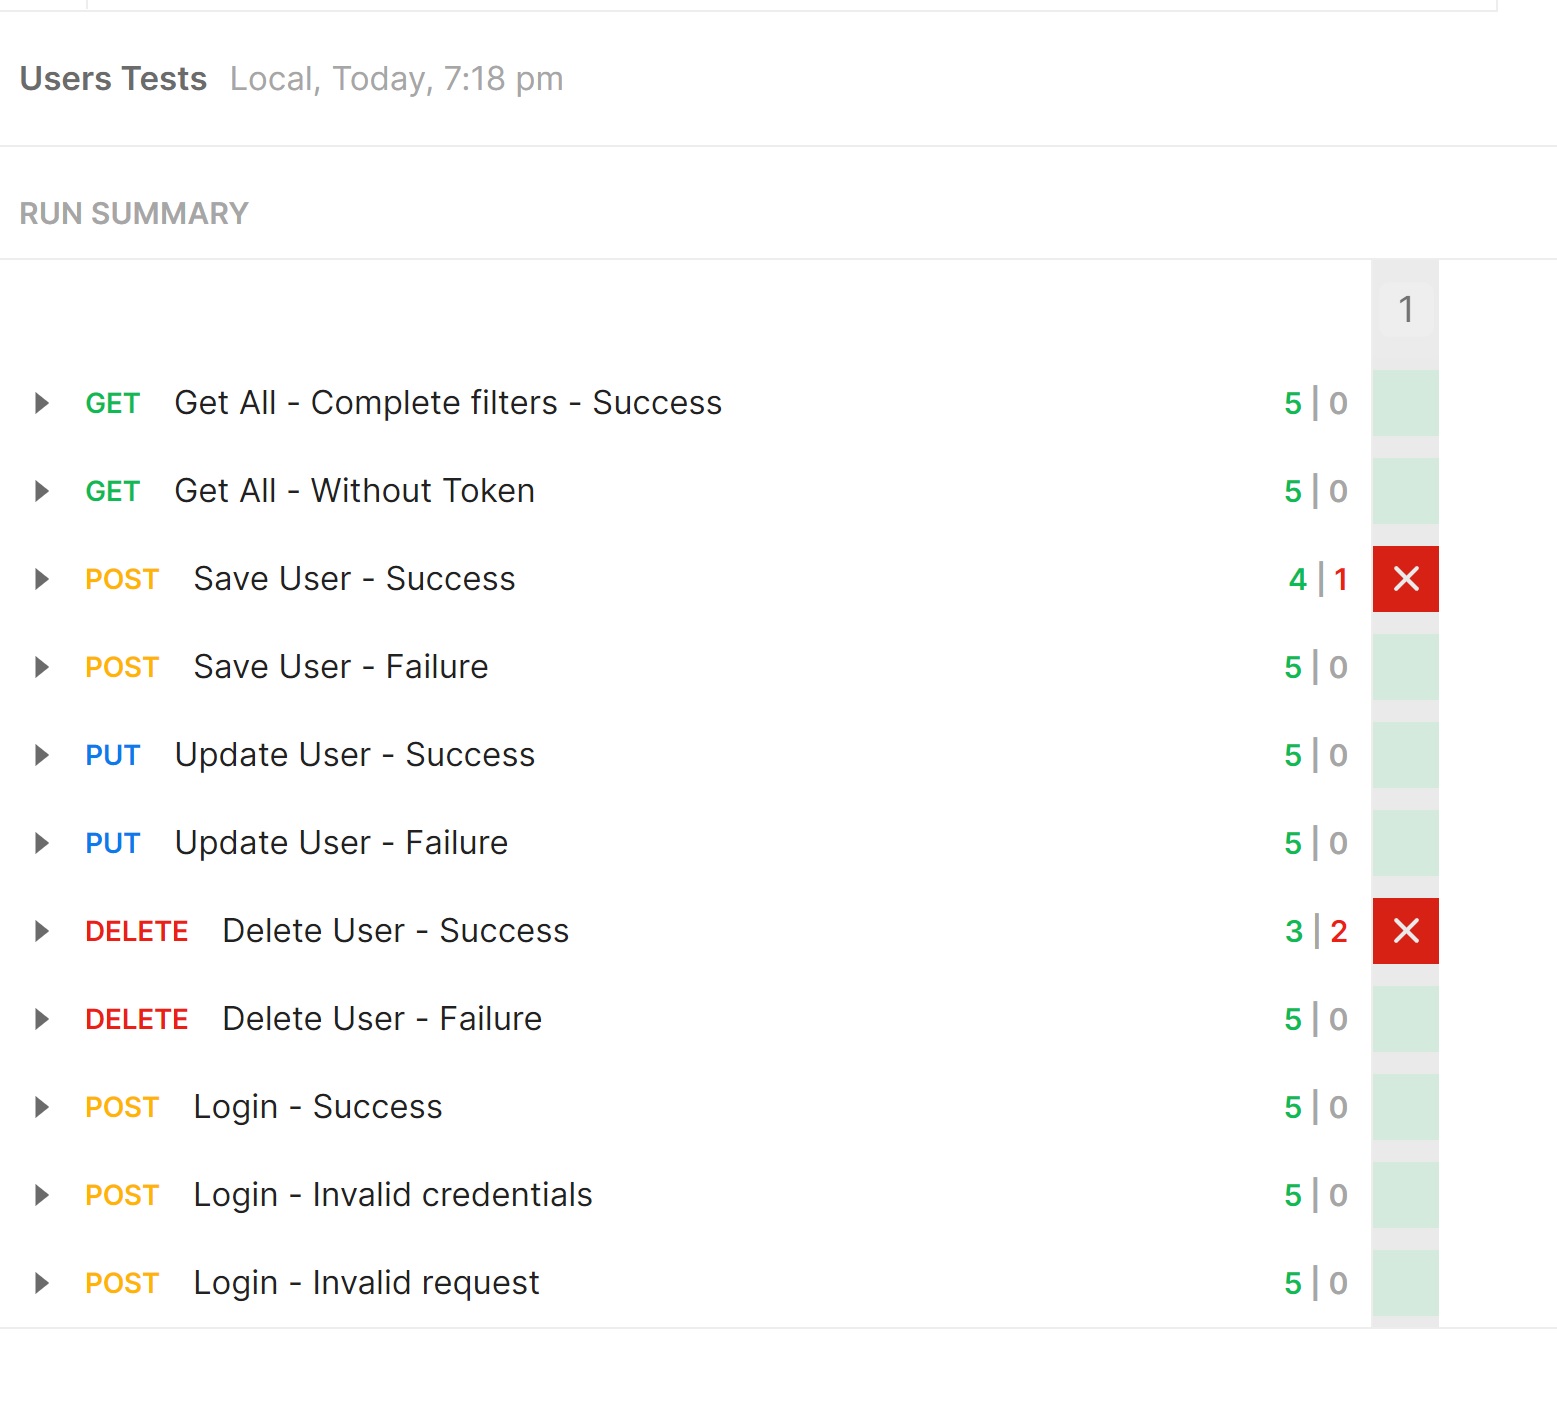 Users Tests Local, Today, 7:18 pm
RUN SUMMARY
1
GET Get All - Complete filters - Success 5 | 0
GET Get All - Without Token 5 | 0
POST Save User - Success 4 | 1
POST Save User - Failure 5 | 0
PUT Update User - Success 5 | 0
PUT Update User - Failure 5 | 0
DELETE Delete User - Success 3 | 2
DELETE Delete User - Failure 5 | 0
POST Login - Success 5 | 0
POST Login - Invalid credentials 5 | 0
POST Login - Invalid request 5 | 0